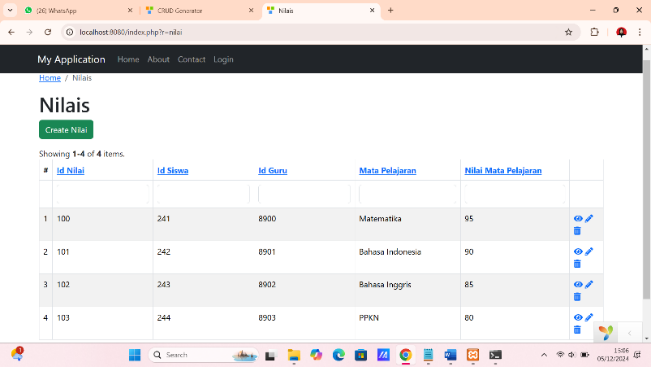 (26) WhatsApp
CRUD Generator
Nilais
localhost:8080/index.php?r=nilai
My Application Home About Contact Login
Home / Nilais
Nilais
Create Nilai
Showing 1-4 of 4 items.
# Id Nilai Id Siswa Id Guru Mata Pelajaran Nilai Mata Pelajaran
1 100 241 8900 Matematika 95
2 101 242 8901 Bahasa Indonesia 90
3 102 243 8902 Bahasa Inggris 85
4 103 244 8903 PPKN 80
Search
15:06
05/12/2024